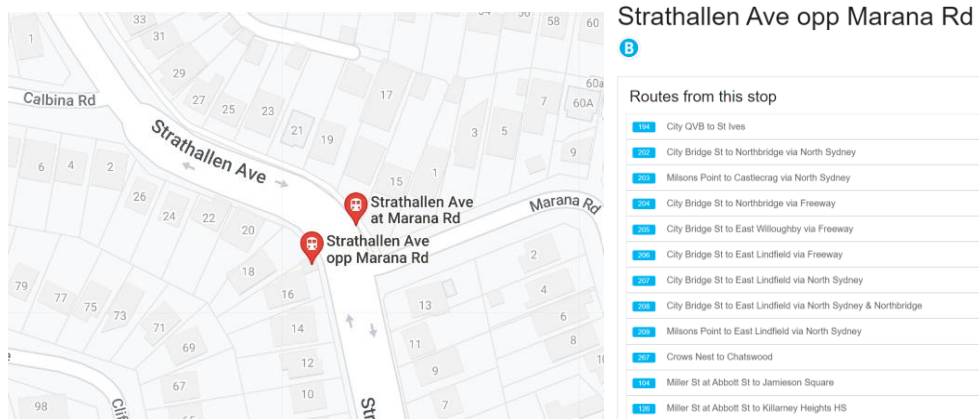 Strathallen Ave opp Marana Rd
B
Routes from this stop
194 City QVB to St Ives
202 City Bridge St to Northbridge via North Sydney
203 Milsons Point to Castlecrag via North Sydney
204 City Bridge St to Northbridge via Freeway
205 City Bridge St to East Willoughby via Freeway
206 City Bridge St to East Lindfield via Freeway
207 City Bridge St to East Lindfield via North Sydney
208 City Bridge St to East Lindfield via North Sydney & Northbridge
209 Milsons Point to East Lindfield via North Sydney
267 Crows Nest to Chatswood
104 Miller St at Abbott St to Jamieson Square
126 Miller St at Abbott St to Killarney Heights HS
33
31
1
29
27
25
23
21
19
17
58
60
60A
7
3
5
9
1
15
Calbina Rd
Strathallen Ave
Strathallen Ave
at Marana Rd
Marana Rd
Strathallen Ave
opp Marana Rd
6
4
2
26
24
22
20
18
16
14
12
10
79
77
75
73
71
69
67
98
13
11
9
7
2
4
6
8
Clif
Str